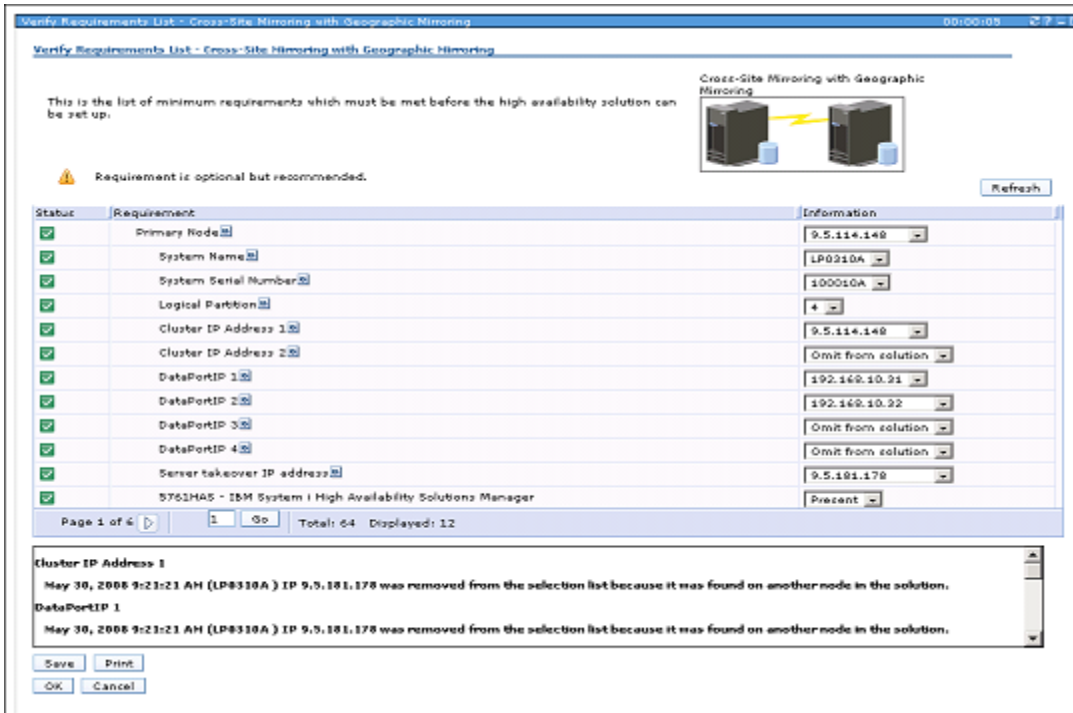 Verify Requirements List - Cross-Site Mirroring with Geographic Mirroring 00:00:05
Verify Requirements List - Cross-Site Mirroring with Geographic Mirroring
Cross-Site Mirroring with Geographic
Mirroring
This is the list of minimum requirements which must be met before the high availability solution can
be set up.
Requirement is optional but recommended.
Refresh
Status Requirement Information
Primary Node 9.5.114.148
System Name LP0310A
System Serial Number 100010A
Logical Partition 4
Cluster IP Address 1 9.5.114.148
Cluster IP Address 2 Omit from solution
DataPortIP 1 192.168.10.31
DataPortIP 2 192.168.10.32
DataPortIP 3 Omit from solution
DataPortIP 4 Omit from solution
Server takeover IP address 9.5.181.178
5761HAS - IBM System i High Availability Solutions Manager Present
Page 1 of 6 1 Go Total: 64 Displayed: 12
Cluster IP Address 1
May 30, 2008 9:21:21 AM (LP0310A ) IP 9.5.181.178 was removed from the selection list because it was found on another node in the solution.
DataPortIP 1
May 30, 2008 9:21:21 AM (LP0310A ) IP 9.5.181.178 was removed from the selection list because it was found on another node in the solution.
Save Print
OK Cancel